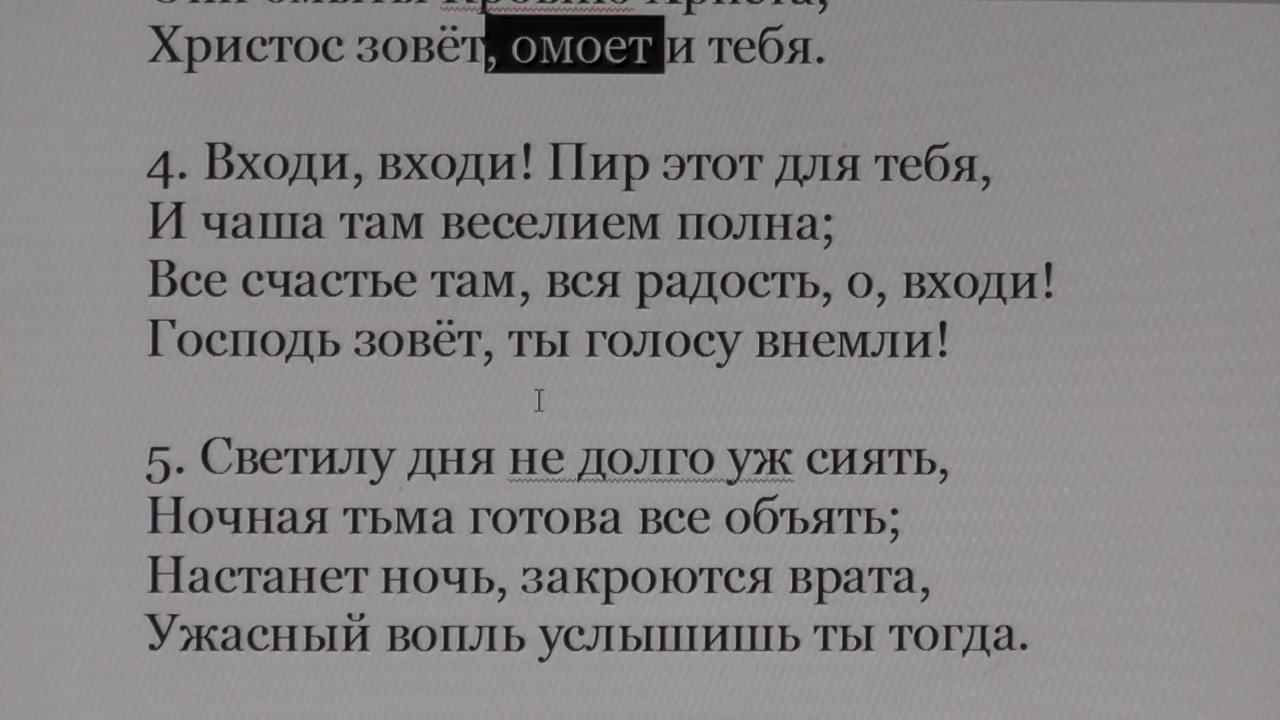 Христос зовёт, омоет и тебя.
4. Входи, входи! Пир этот для тебя,
И чаша там веселием полна;
Все счастье там, вся радость, о, входи!
Господь зовёт, ты голосу внемли!
5. Светилу дня не долго уж сиять,
Ночная тьма готова все объять;
Настанет ночь, закроются врата,
Ужасный вопль услышишь ты тогда.